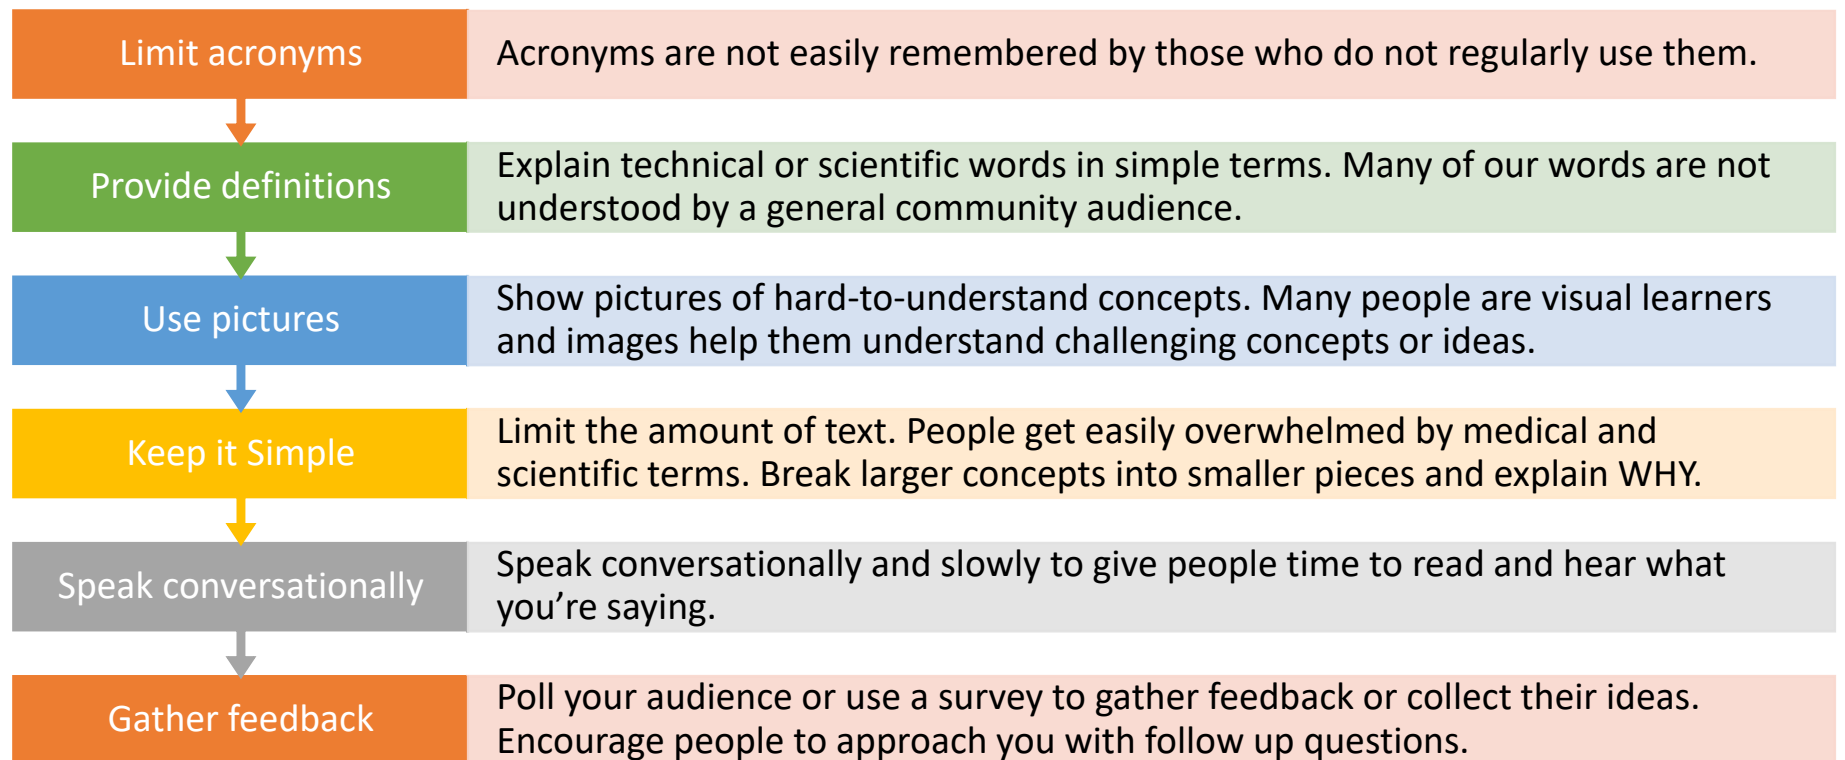 Limit acronyms
Acronyms are not easily remembered by those who do not regularly use them.
Provide definitions
Explain technical or scientific words in simple terms. Many of our words are not
understood by a general community audience.
Use pictures
Show pictures of hard-to-understand concepts. Many people are visual learners
and images help them understand challenging concepts or ideas.
Keep it Simple
Limit the amount of text. People get easily overwhelmed by medical and
scientific terms. Break larger concepts into smaller pieces and explain WHY.
Speak conversationally
Speak conversationally and slowly to give people time to read and hear what
you’re saying.
Gather feedback
Poll your audience or use a survey to gather feedback or collect their ideas.
Encourage people to approach you with follow up questions.